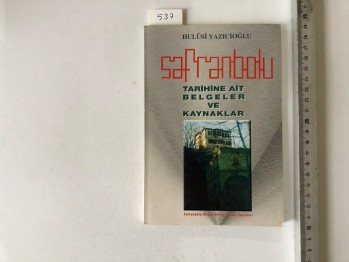 537
HULÛSİ YAZICIOĞLU
safranbolu
TARİHİNE AİT
BELGELER
VE
KAYNAKLAR